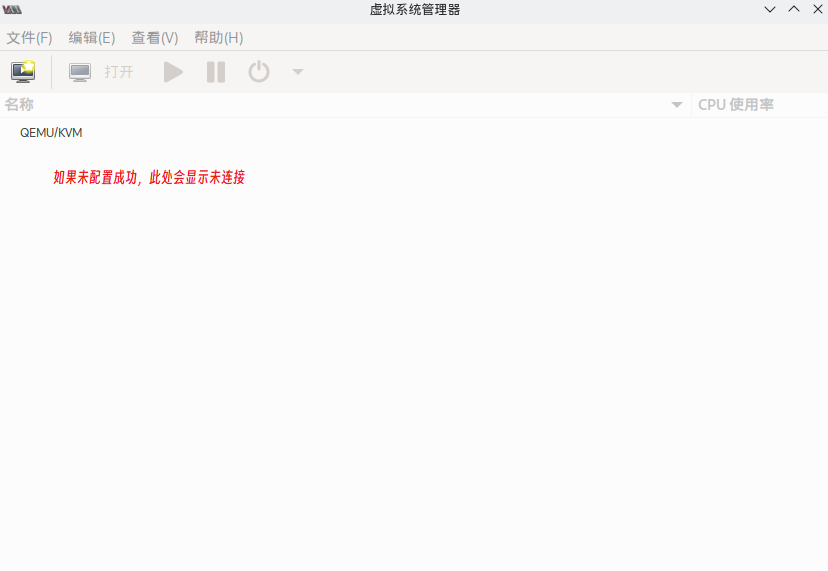 虚拟系统管理器
文件(F) 编辑(E) 查看(V) 帮助(H)
打开
名称 CPU 使用率
QEMU/KVM
如果未配置成功，此处会显示未连接